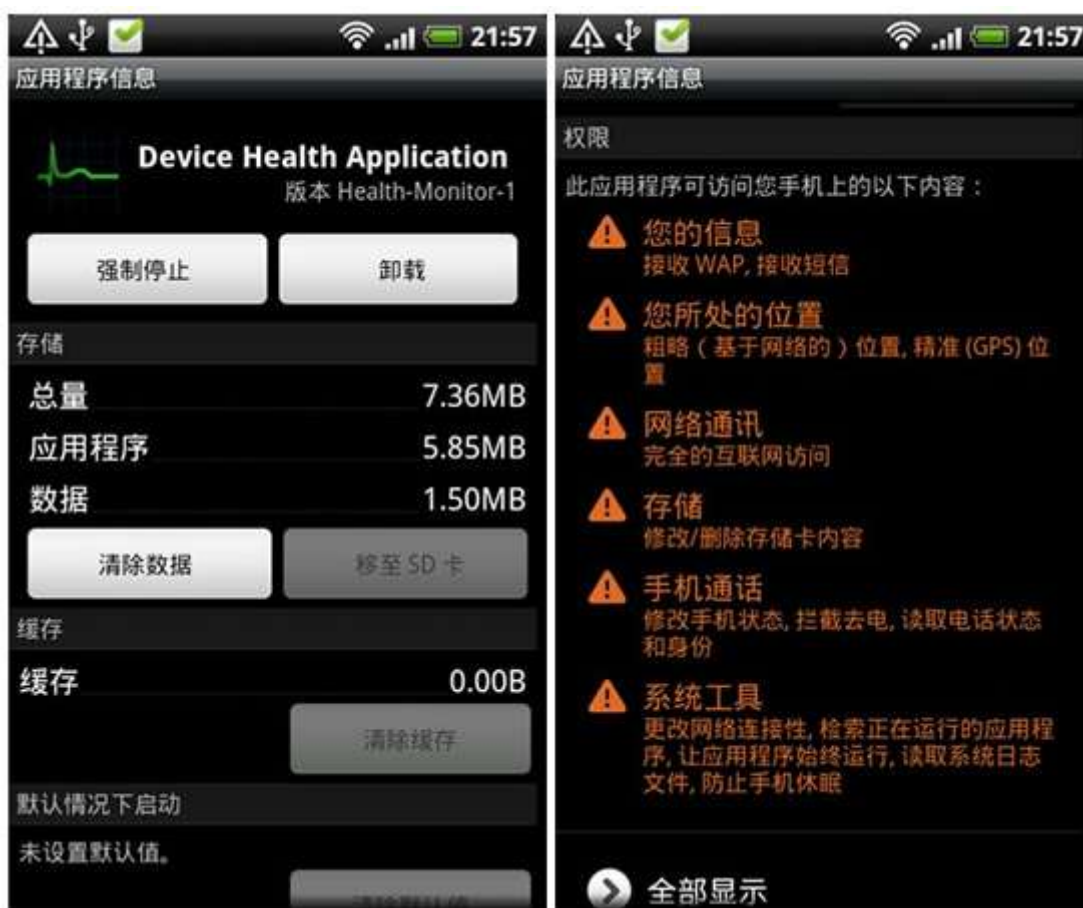 21:57
应用程序信息
Device Health Application
版本 Health-Monitor-1
强制停止
卸载
存储
总量
7.36MB
应用程序
5.85MB
数据
1.50MB
清除数据
移至 SD 卡
缓存
缓存
0.00B
清除缓存
默认情况下启动
未设置默认值。
21:57
应用程序信息
权限
此应用程序可访问您手机上的以下内容：
您的信息
接收 WAP, 接收短信
您所处的位置
粗略（基于网络的）位置, 精准 (GPS) 位
置
网络通讯
完全的互联网访问
存储
修改/删除存储卡内容
手机通话
修改手机状态, 拦截去电, 读取电话状态
和身份
系统工具
更改网络连接性, 检索正在运行的应用程
序, 让应用程序始终运行, 读取系统日志
文件, 防止手机休眠
全部显示